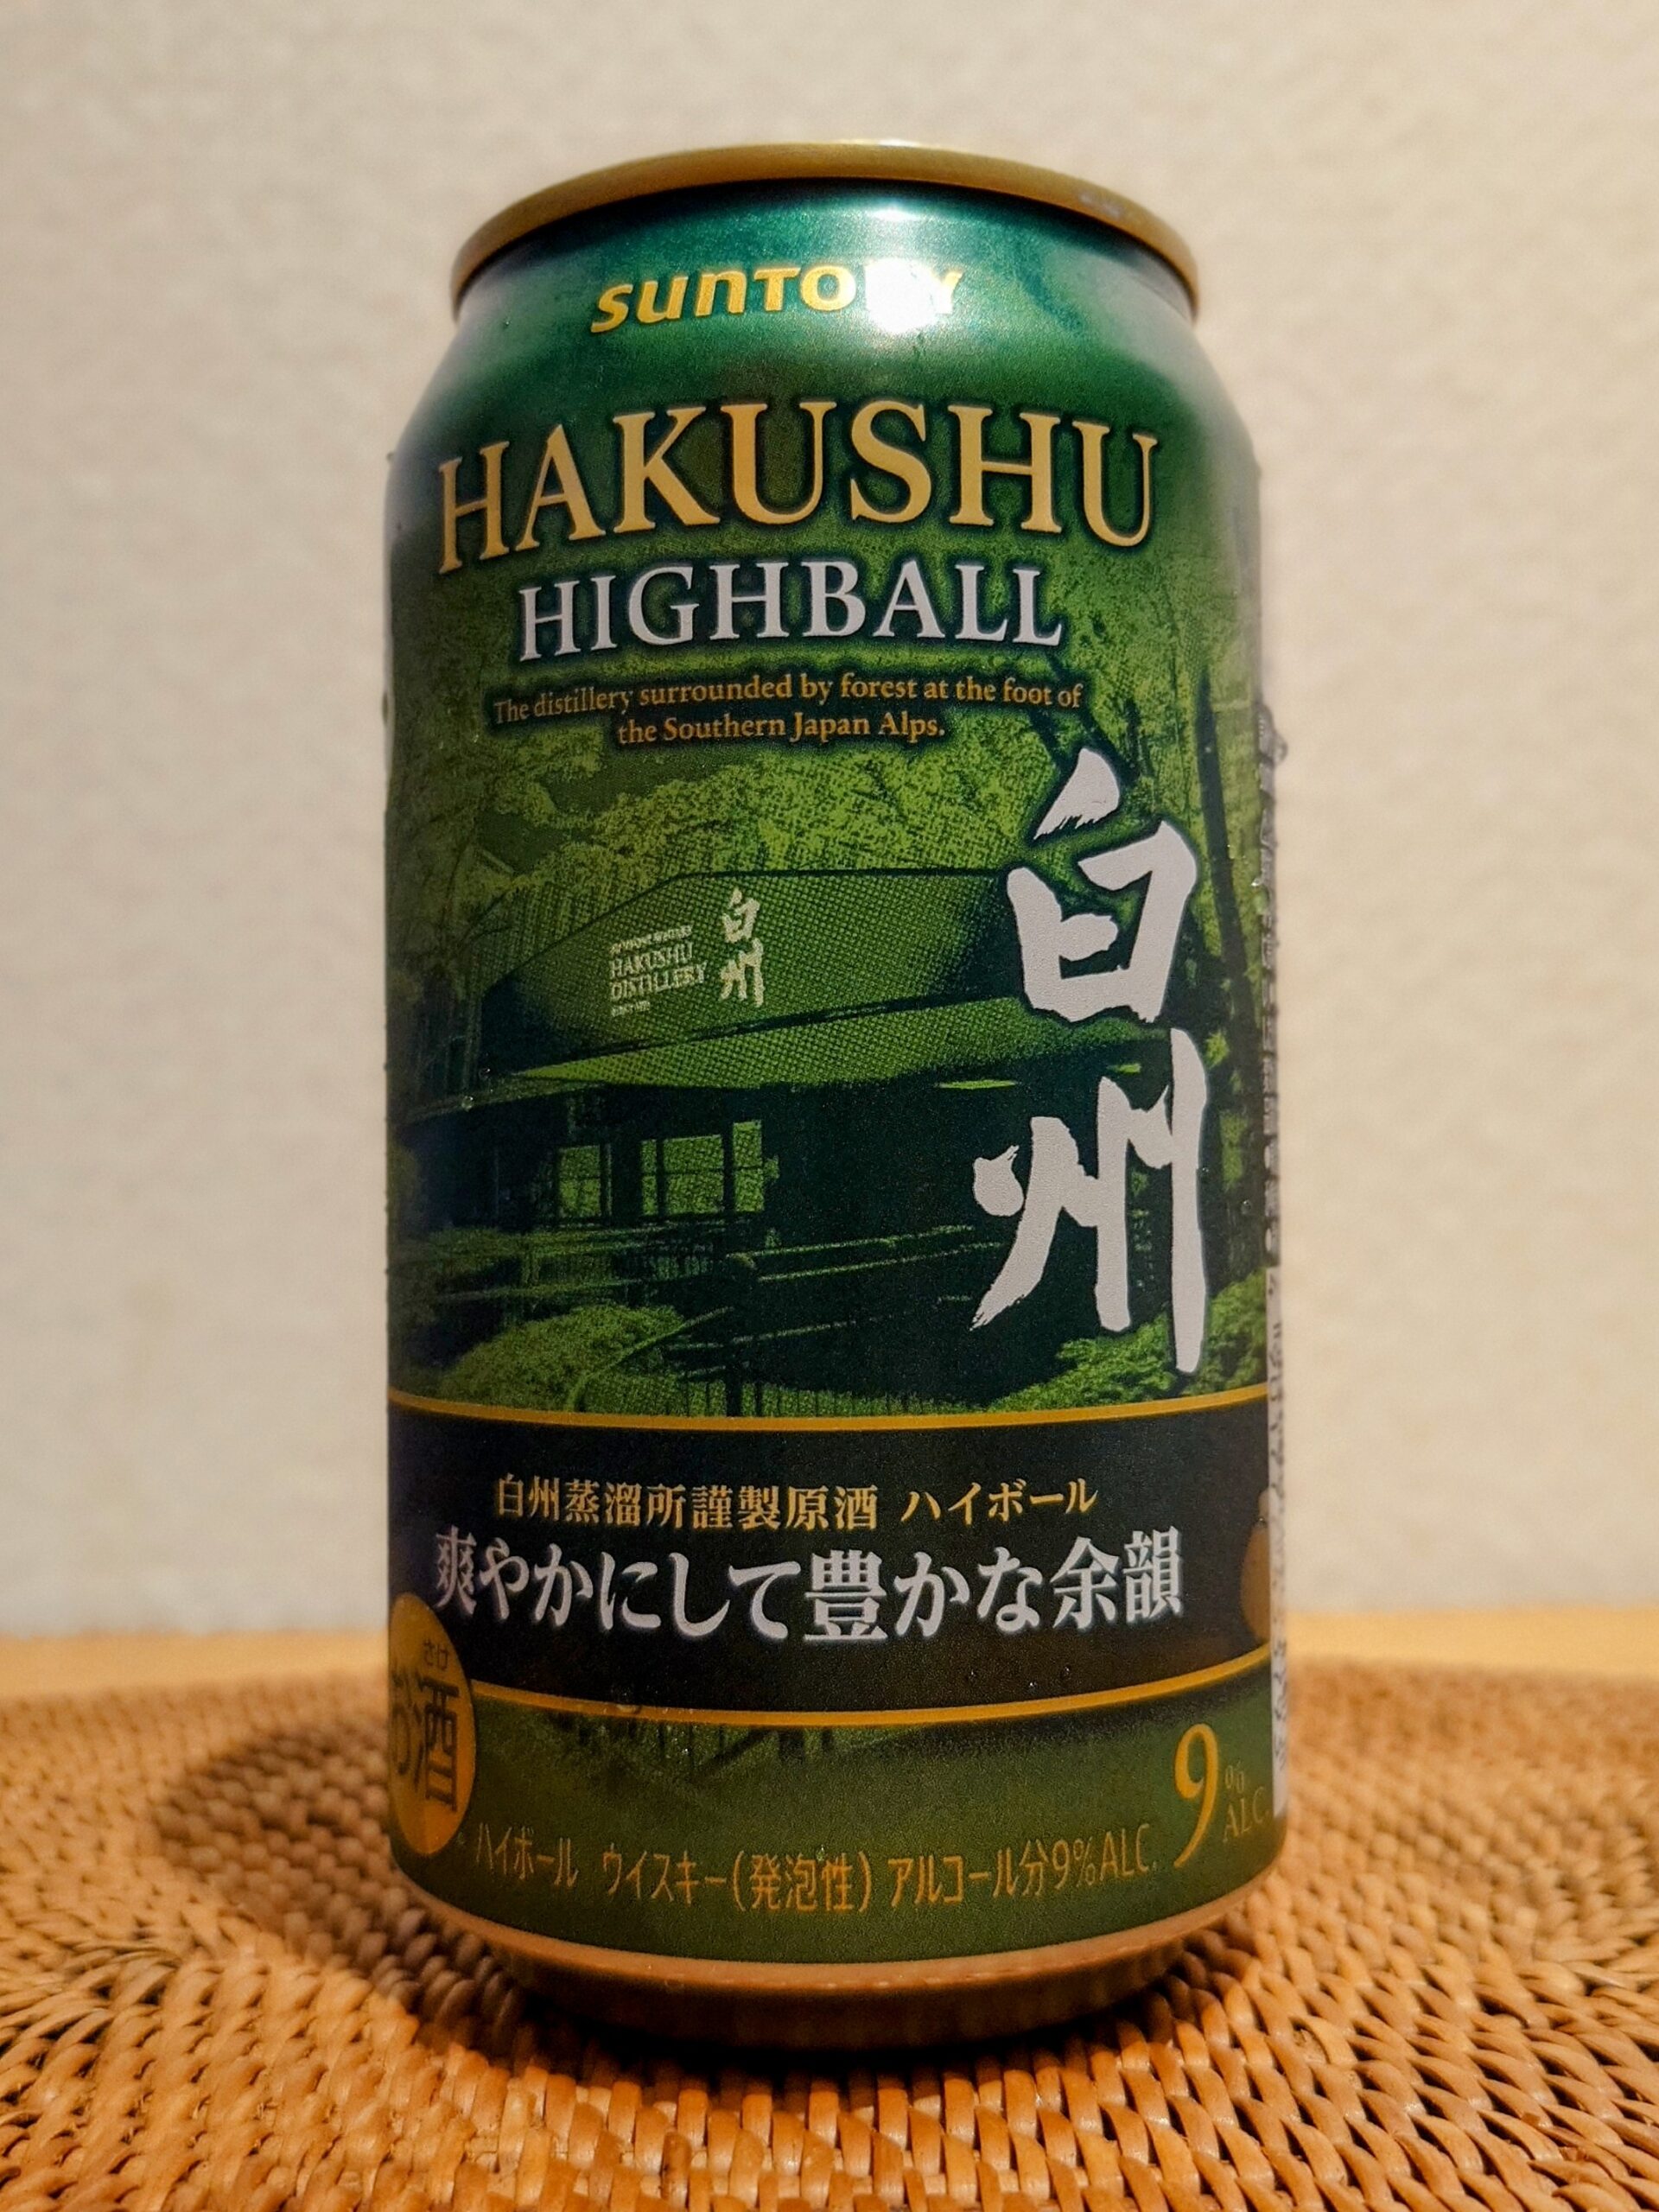 SUNTORY
HAKUSHU
HIGHBALL
The distillery surrounded by forest at the foot of
the Southern Japan Alps.
白州
HAKUSHU
DISTILLERY
白州
白州蒸溜所謹製原酒 ハイボール
爽やかにして豊かな余韻
さけ
お酒
9%
ALC.
ハイボール ウイスキー(発泡性) アルコール分9%ALC.